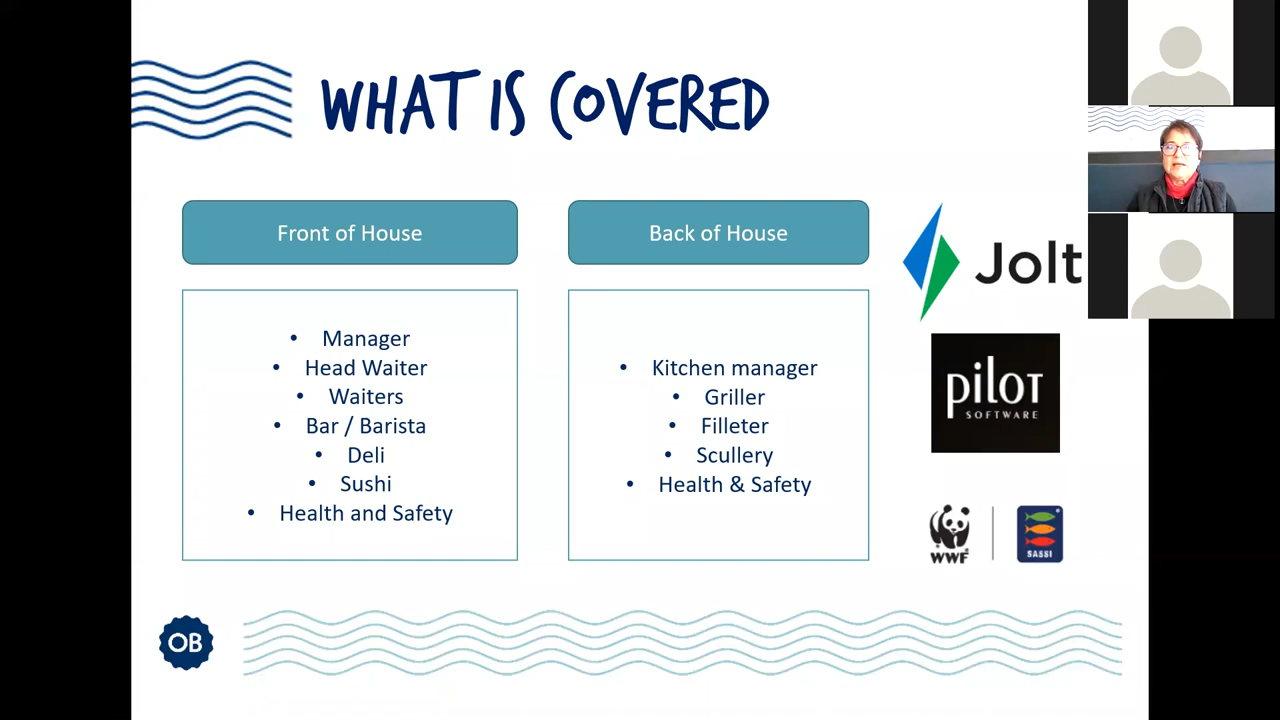 WHAT IS COVERED
Front of House
• Manager
• Head Waiter
• Waiters
• Bar / Barista
• Deli
• Sushi
• Health and Safety
Back of House
• Kitchen manager
• Griller
• Filleter
• Scullery
• Health & Safety
Jolt
pilot
SOFTWARE
WWF®
SASSI
OB